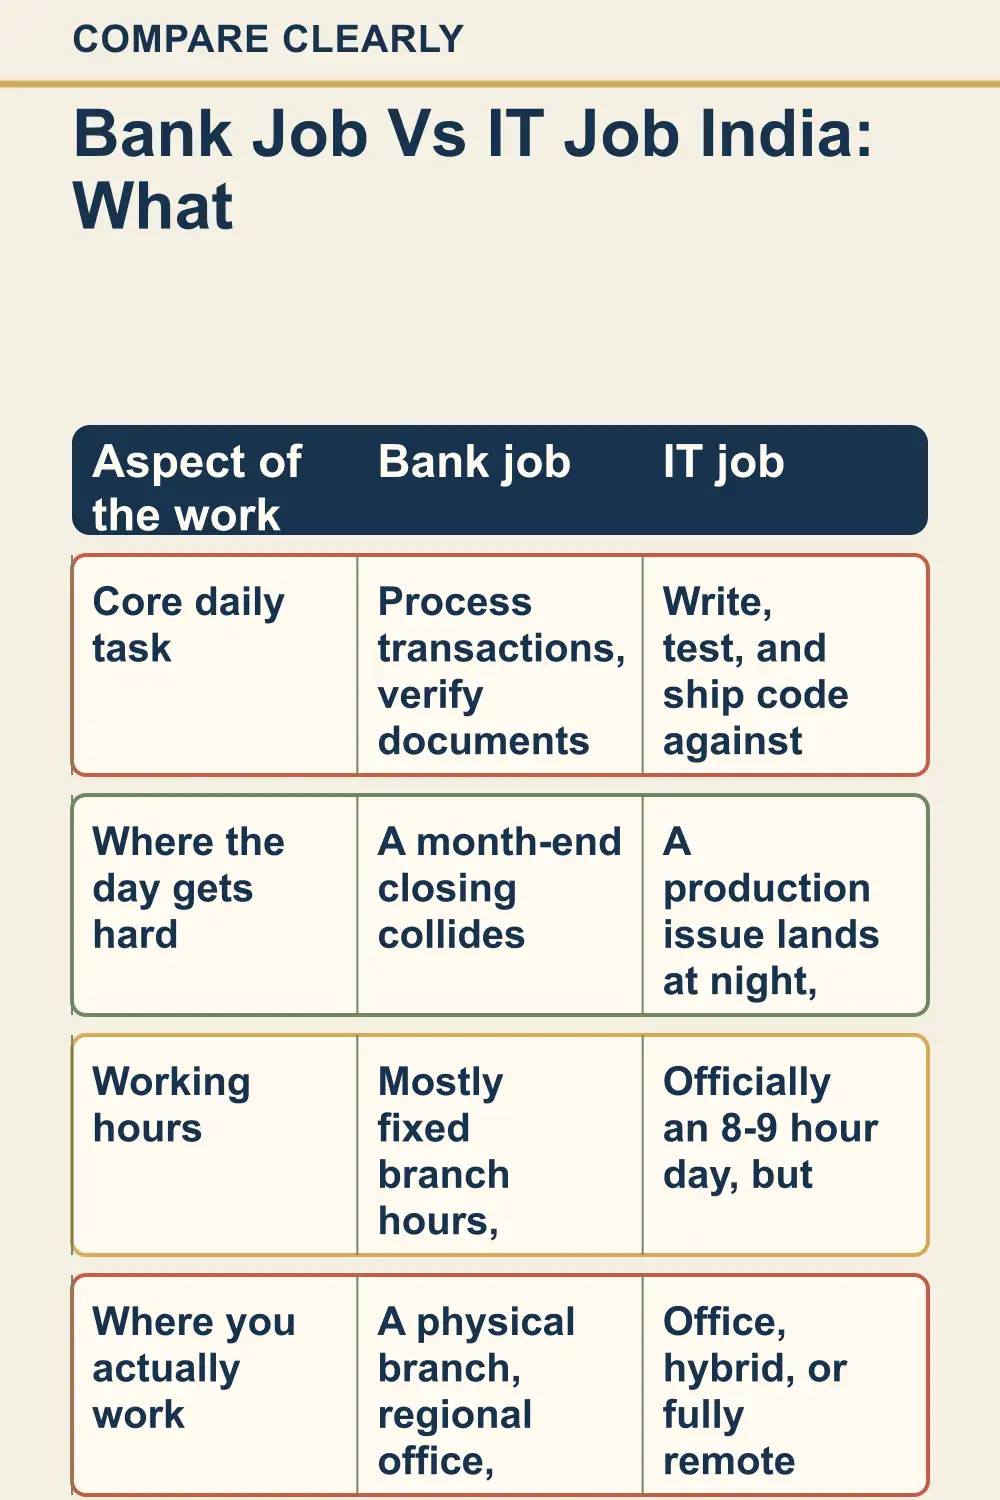 COMPARE CLEARLY
Bank Job Vs IT Job India:
What
Aspect of
the work
Bank job
IT job
Core daily
task
Process
transactions,
verify
documents
Write,
test, and
ship code
against
Where the
day gets
hard
A month-end
closing
collides
A
production
issue lands
at night,
Working
hours
Mostly
fixed
branch
hours,
Officially
an 8-9 hour
day, but
Where you
actually
work
A physical
branch,
regional
office,
Office,
hybrid, or
fully
remote